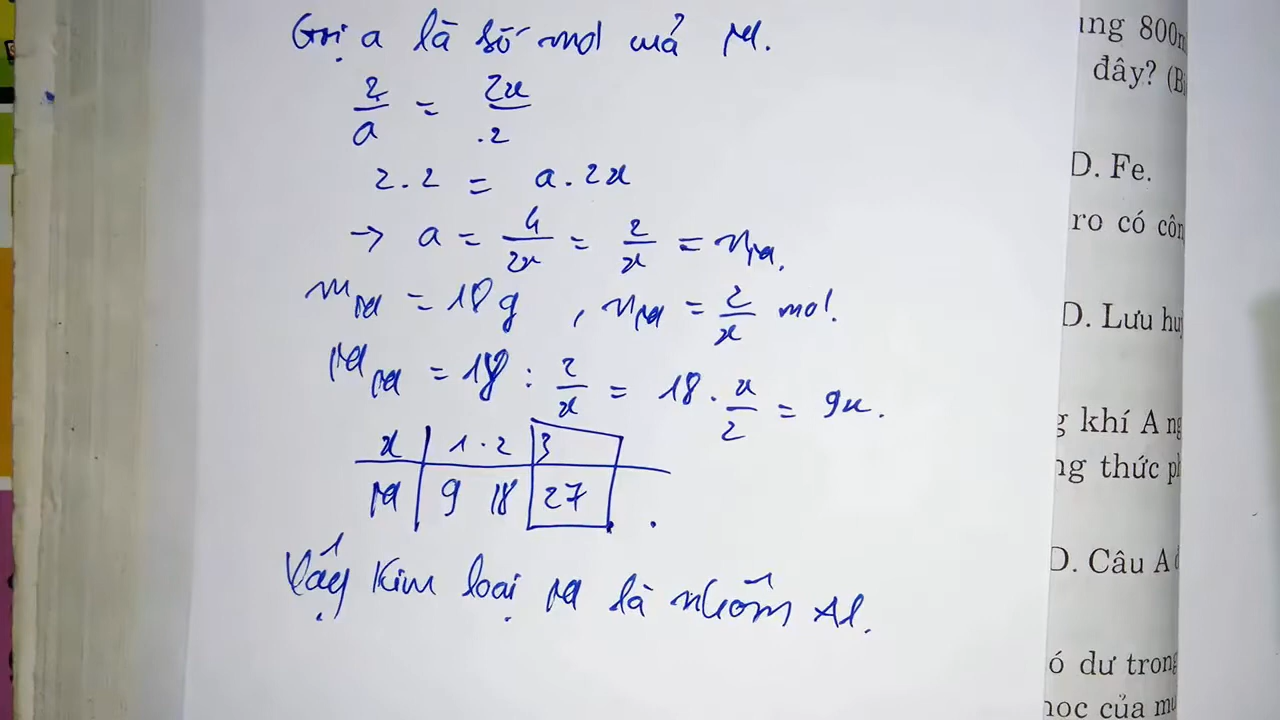 Gọi a là số mol của M.
2/a = 2x/.2
2.2 = a.2x
→ a = 4/2x = 2/x = nM.
mM = 18g , nM = 2/x mol.
MM = 18 : 2/x = 18 . x/2 = 9x.
x | 1 . 2 | 3
M | 9 18 | 27 .
Vậy Kim loại M là nhôm Al.
ng 800
đây? (B
D. Fe.
ro có côn
D. Lưu hu
khí A ng
ng thức p
D. Câu A
ó dư trong
học của m